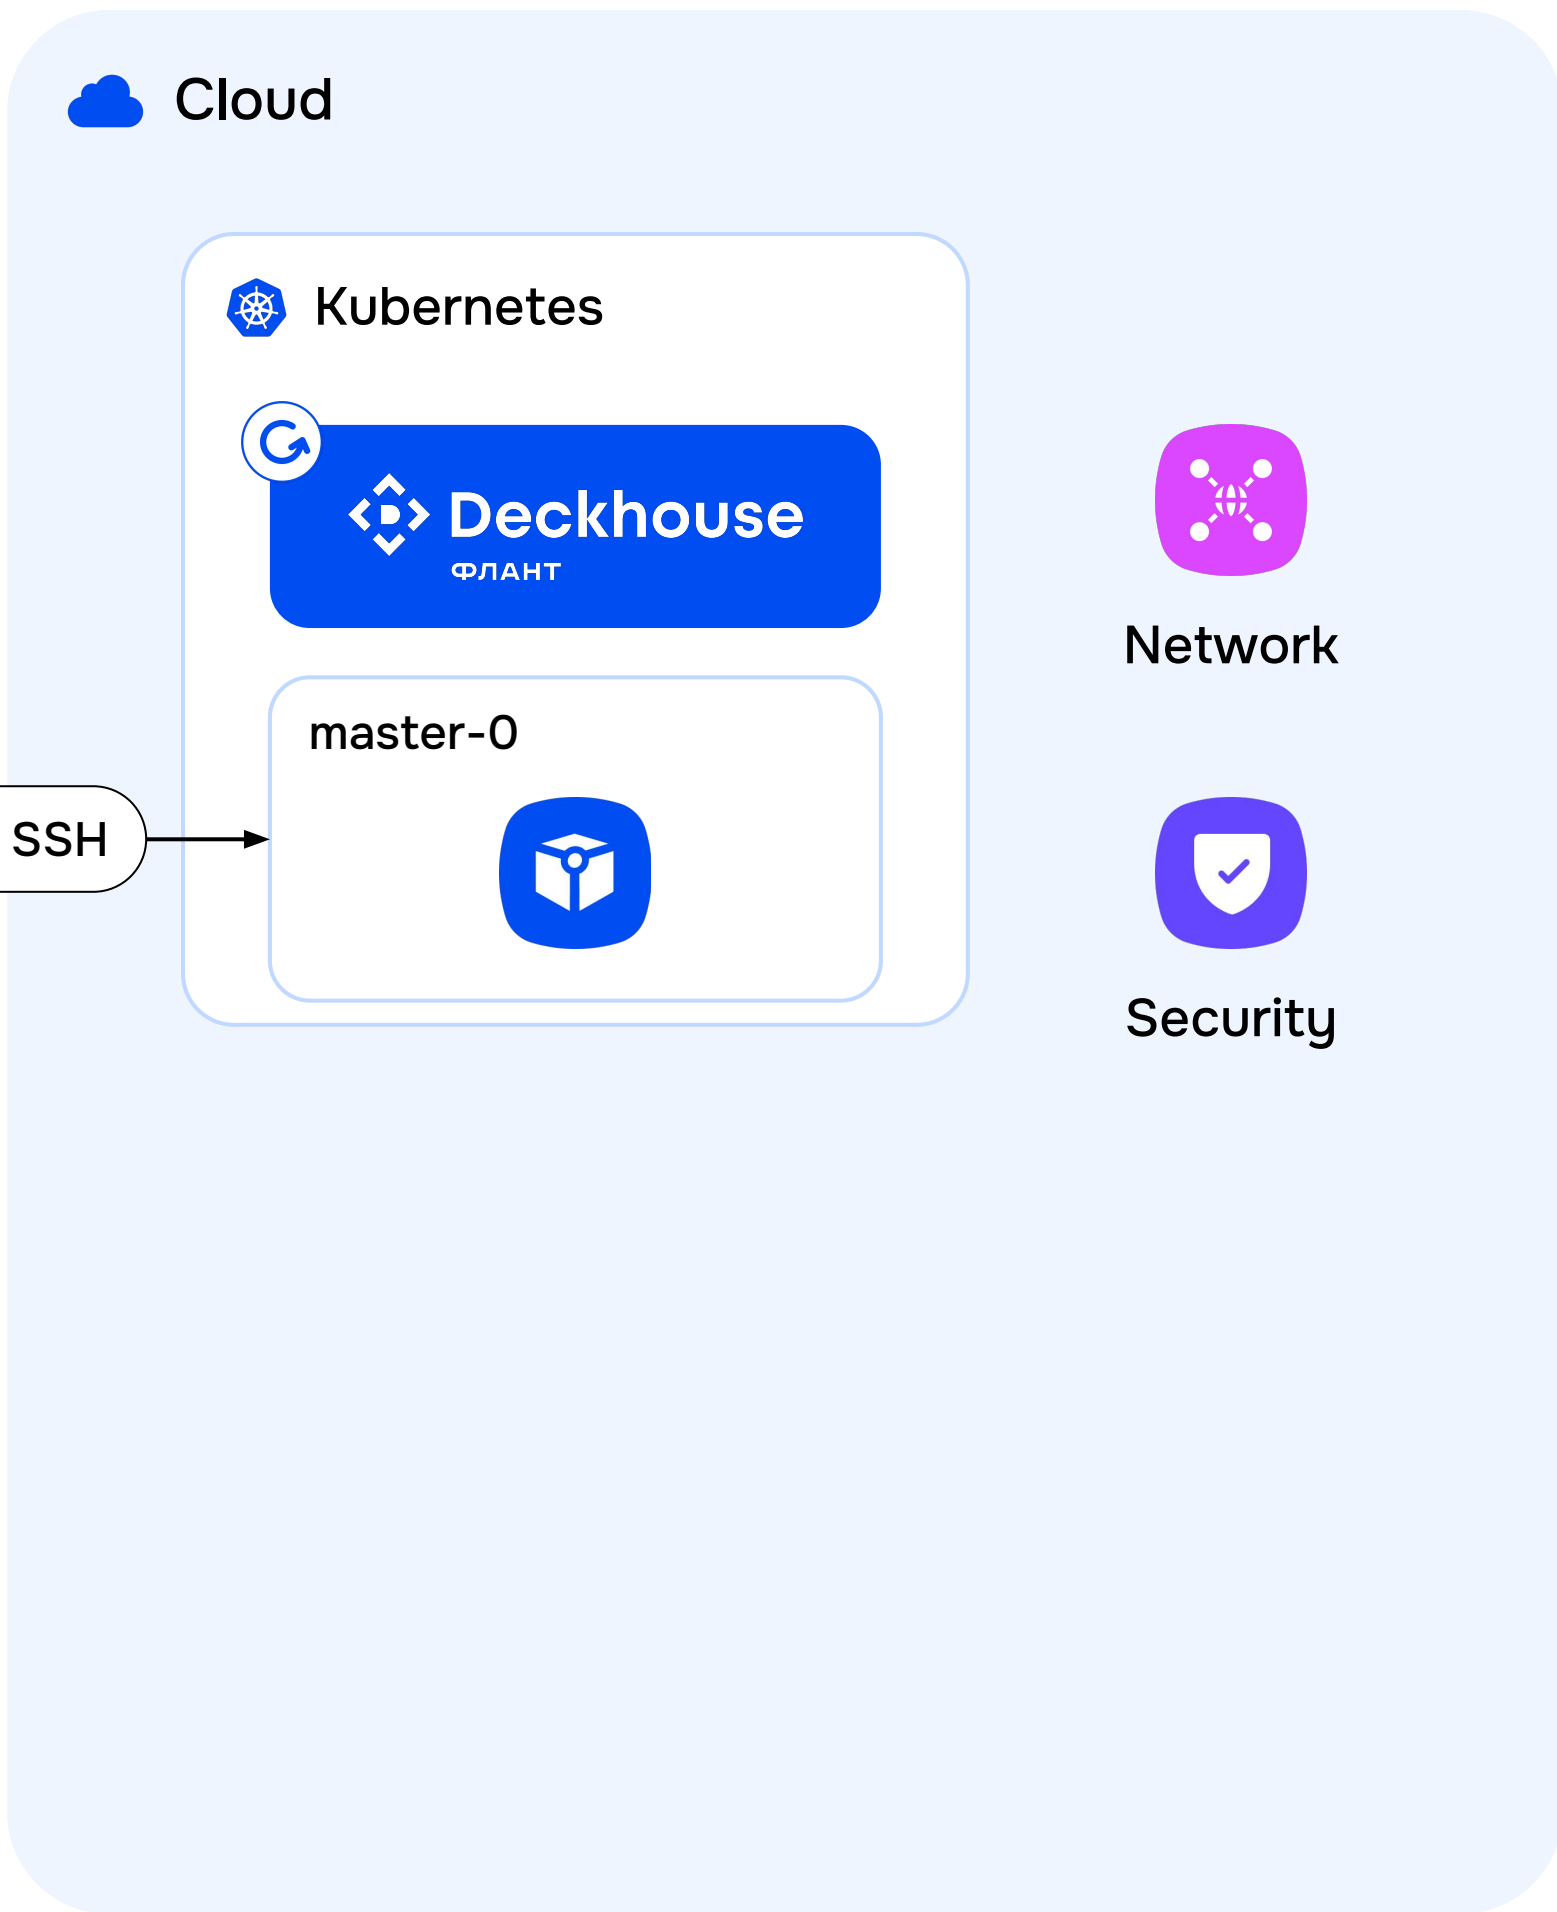 Cloud
Kubernetes
Deckhouse
ФЛАНТ
master-0
SSH
Network
Security